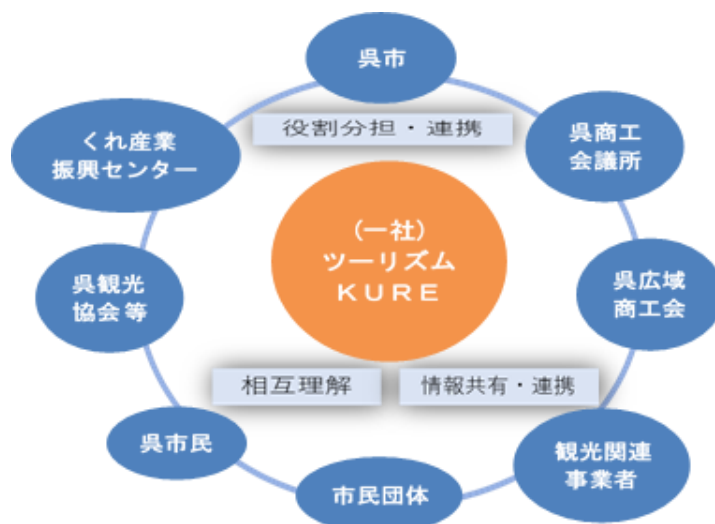 呉市
役割分担・連携
くれ産業
振興センター
呉商工
会議所
（一社）
ツーリズム
ＫＵＲＥ
呉観光
協会等
呉広域
商工会
相互理解
情報共有・連携
呉市民
観光関連
事業者
市民団体